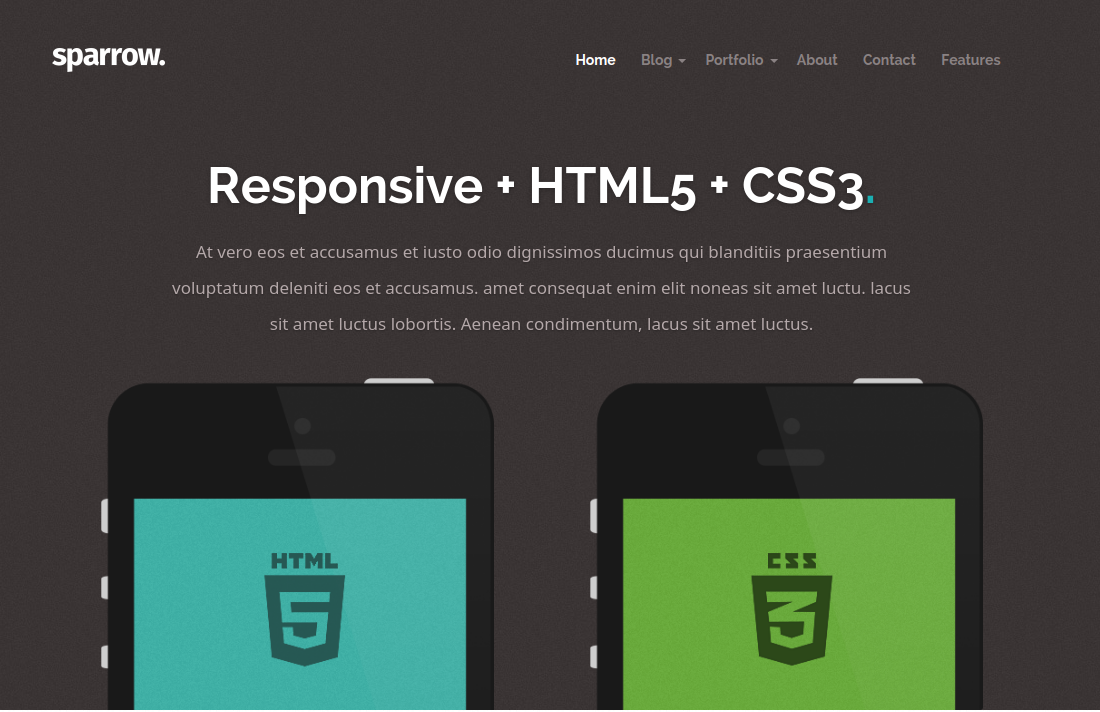 sparrow.
Home Blog Portfolio About Contact Features
Responsive + HTML5 + CSS3.
At vero eos et accusamus et iusto odio dignissimos ducimus qui blanditiis praesentium
voluptatum deleniti eos et accusamus. amet consequat enim elit noneas sit amet luctu. lacus
sit amet luctus lobortis. Aenean condimentum, lacus sit amet luctus.
HTML
5
CSS
3